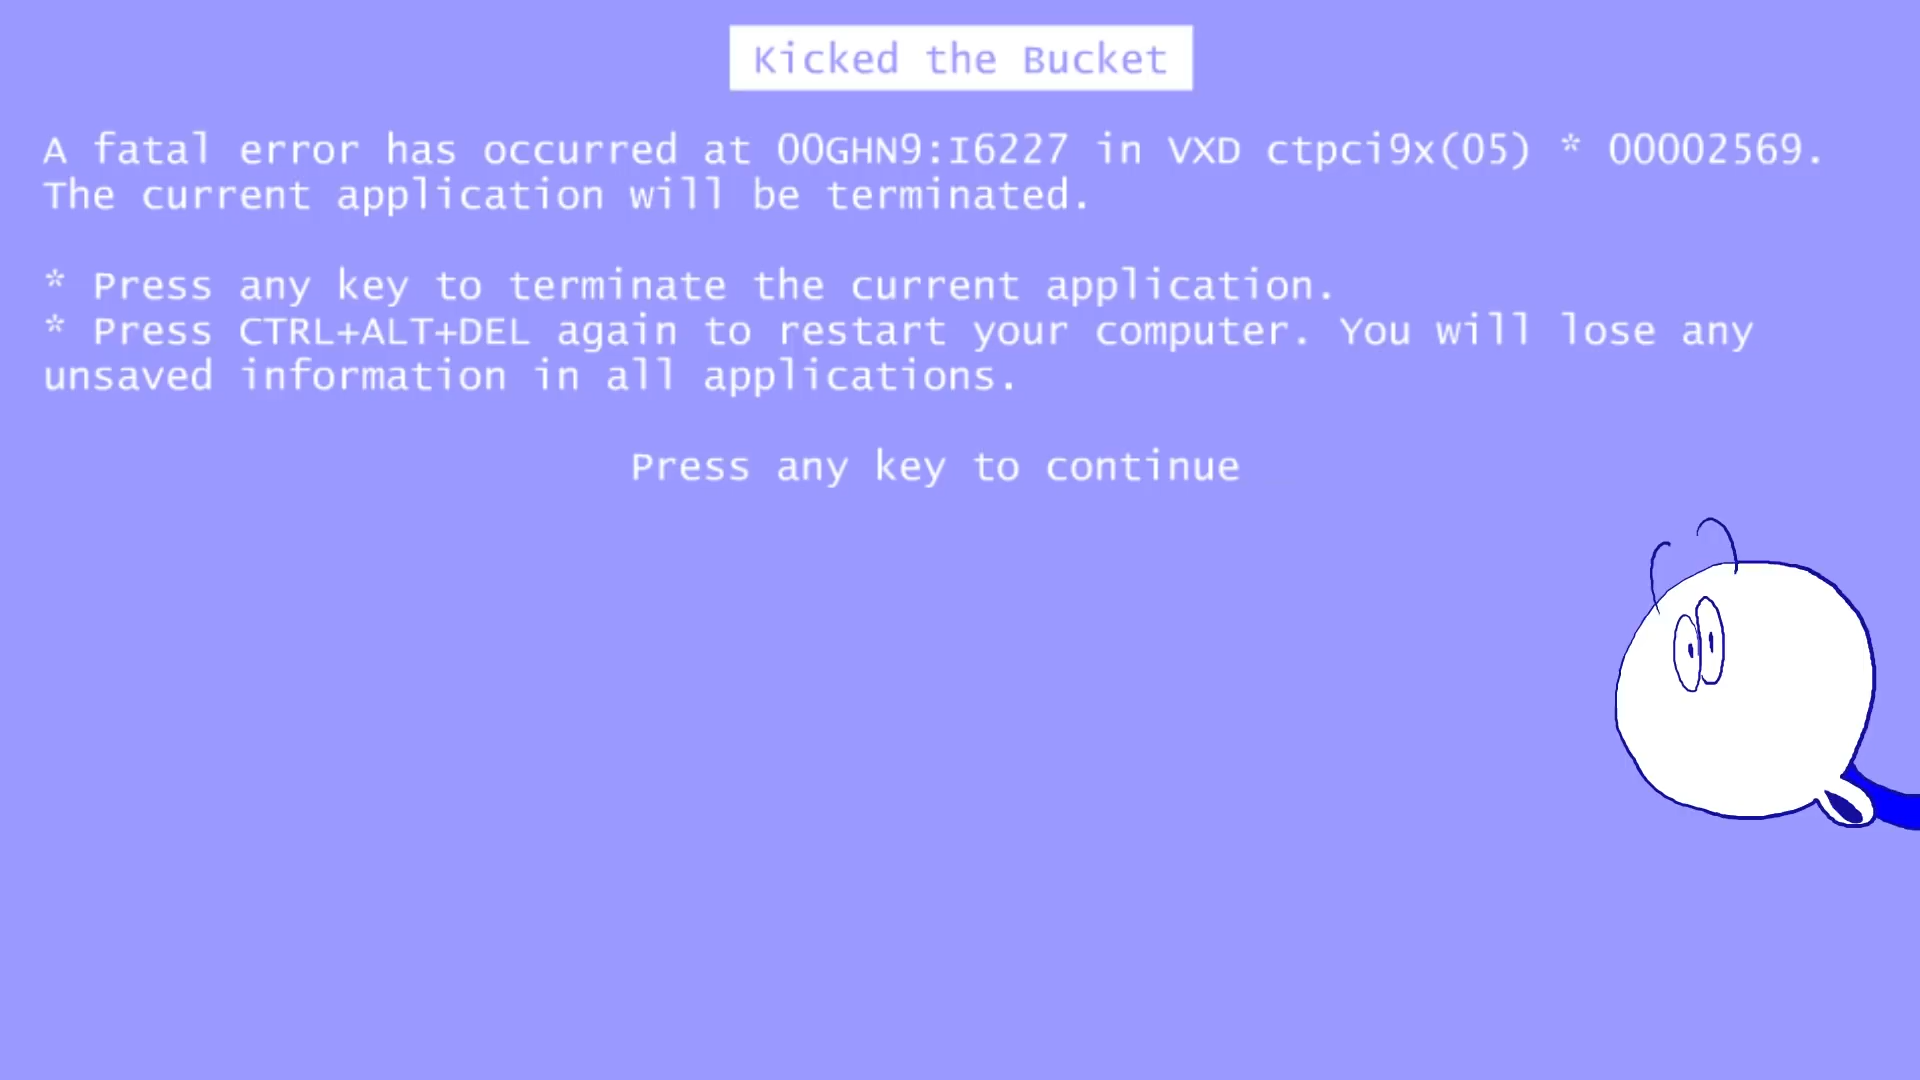 Kicked the Bucket
A fatal error has occurred at 00GHN9:I6227 in VXD ctpci9x(05) * 00002569.
The current application will be terminated.
* Press any key to terminate the current application.
* Press CTRL+ALT+DEL again to restart your computer. You will lose any
unsaved information in all applications.
Press any key to continue